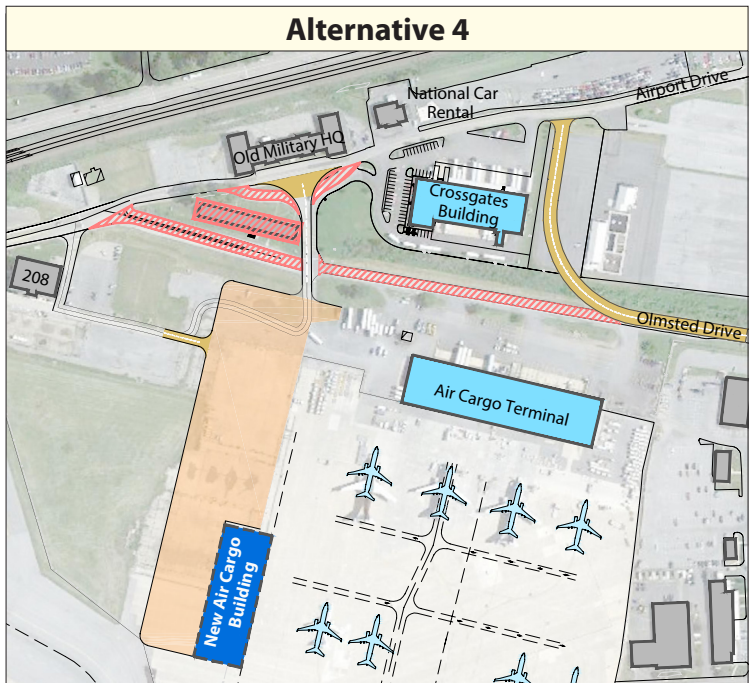 Alternative 4
National Car
Rental
Airport Drive
Old Military HQ
Crossgates
Building
208
Olmsted Drive
Air Cargo Terminal
New Air Cargo
Building